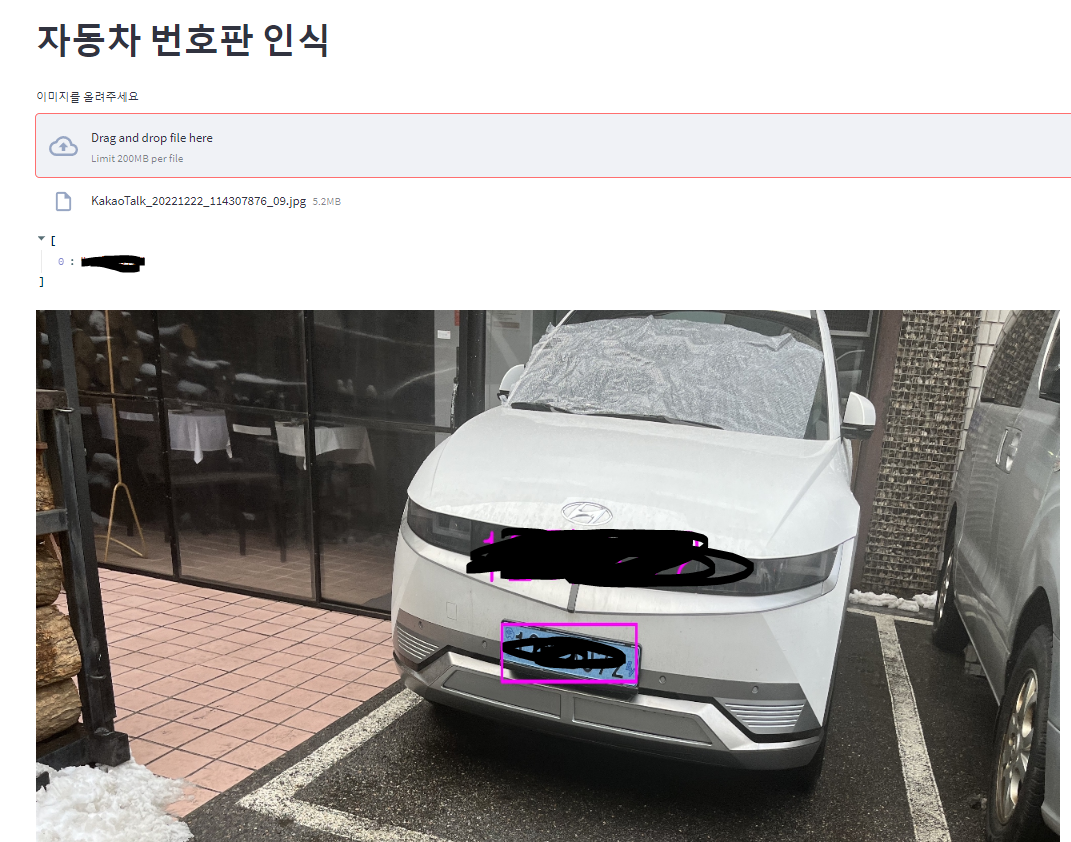 자동차 번호판 인식
이미지를 올려주세요
Drag and drop file here
Limit 200MB per file
KakaoTalk_20221222_114307876_09.jpg 5.2MB
[
0 :
]